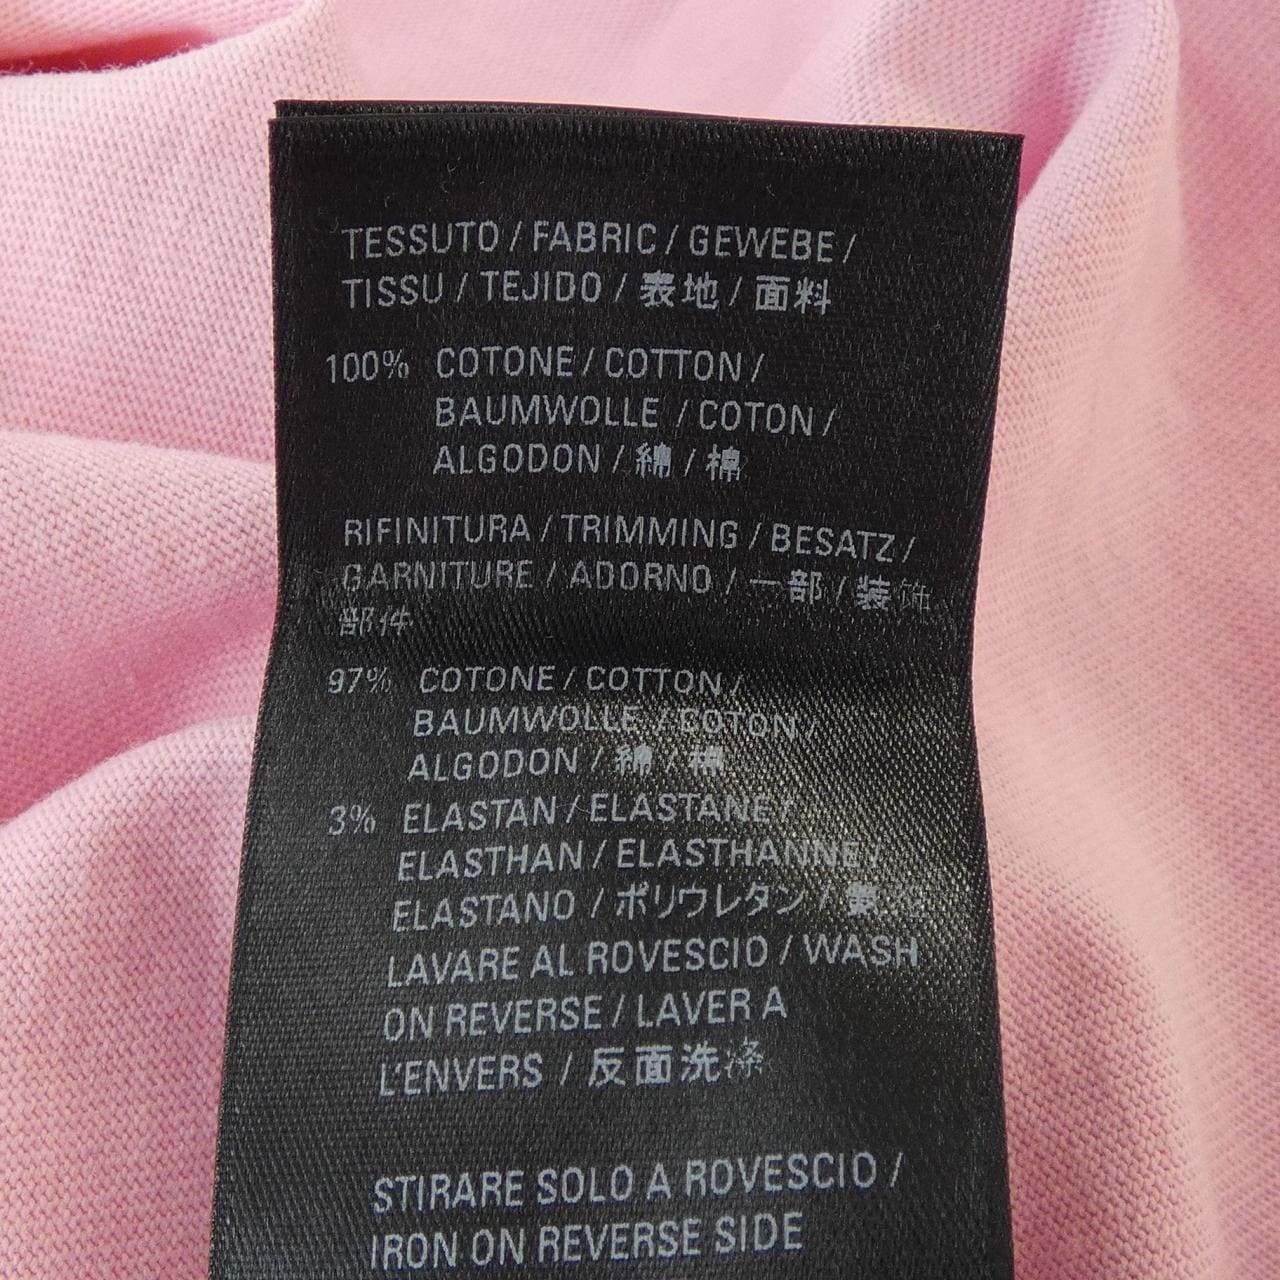 TESSUTO / FABRIC / GEWEBE /
TISSU / TEJIDO / 表地 / 面料
100% COTONE / COTTON /
BAUMWOLLE / COTON /
ALGODON / 綿 / 棉
RIFINITURA / TRIMMING / BESATZ /
GARNITURE / ADORNO / 一部 / 装饰
部件
97% COTONE / COTTON /
BAUMWOLLE / COTON /
ALGODON / 綿 / 棉
3% ELASTAN / ELASTANE /
ELASTHAN / ELASTHANNE /
ELASTANO / ポリウレタン /
LAVARE AL ROVESCIO / WASH
ON REVERSE / LAVER A
L'ENVERS / 反面洗涤
STIRARE SOLO A ROVESCIO /
IRON ON REVERSE SIDE